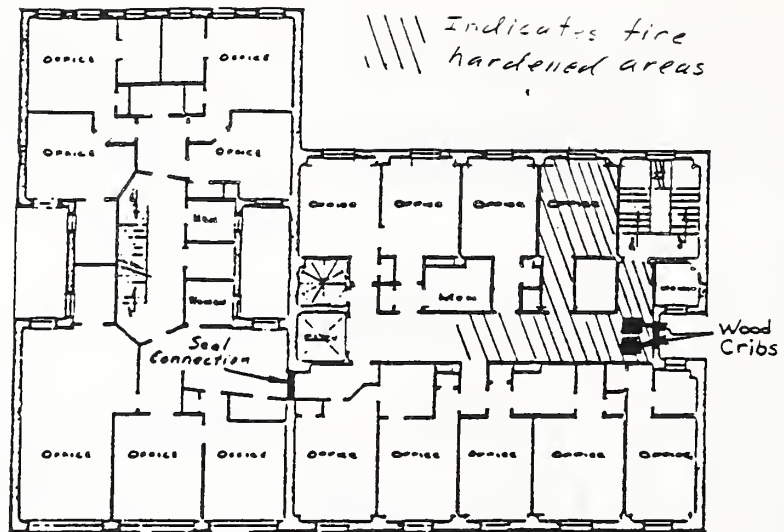 Indicates fire
hardened areas
OFFICE OFFICE
OFFICE OFFICE
OFFICE OFFICE OFFICE OFFICE
Men
Women
Men
Women
Seal
Connection
Wood
Cribs
OFFICE OFFICE OFFICE OFFICE OFFICE OFFICE OFFICE OFFICE